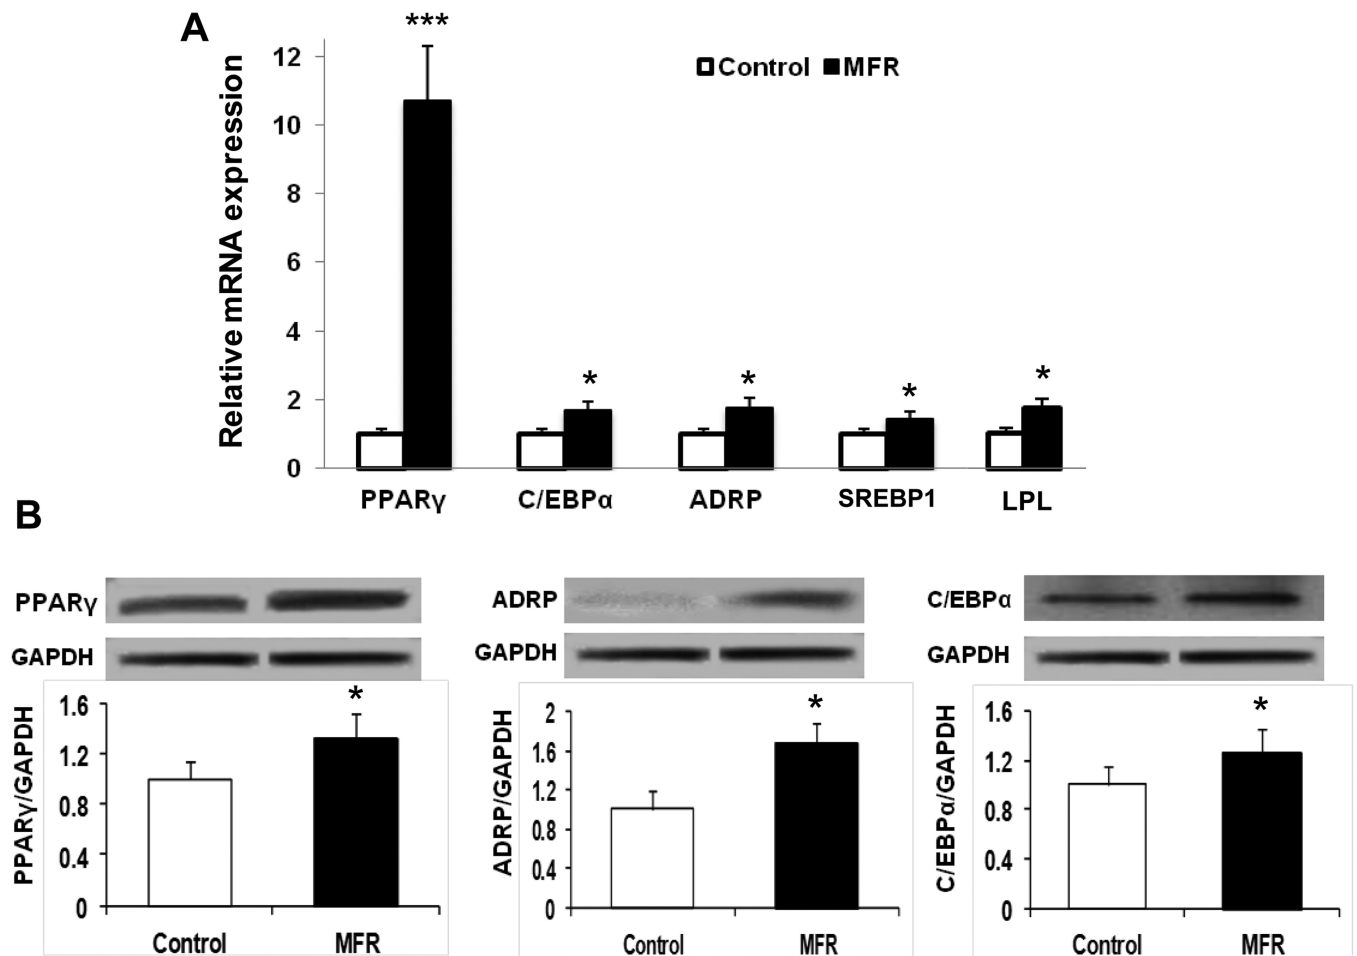 A
***
12
10
8
6
4
2
0
Relative mRNA expression
Control MFR
* * * *
PPARγ C/EBPα ADRP SREBP1 LPL
B
PPARγ
GAPDH
PPARγ/GAPDH
1.6
1.2
0.8
0.4
0
*
Control MFR
ADRP
GAPDH
ADRP/GAPDH
2
1.6
1.2
0.8
0.4
0
*
Control MFR
C/EBPα
GAPDH
C/EBPα/GAPDH
1.6
1.2
0.8
0.4
0
*
Control MFR